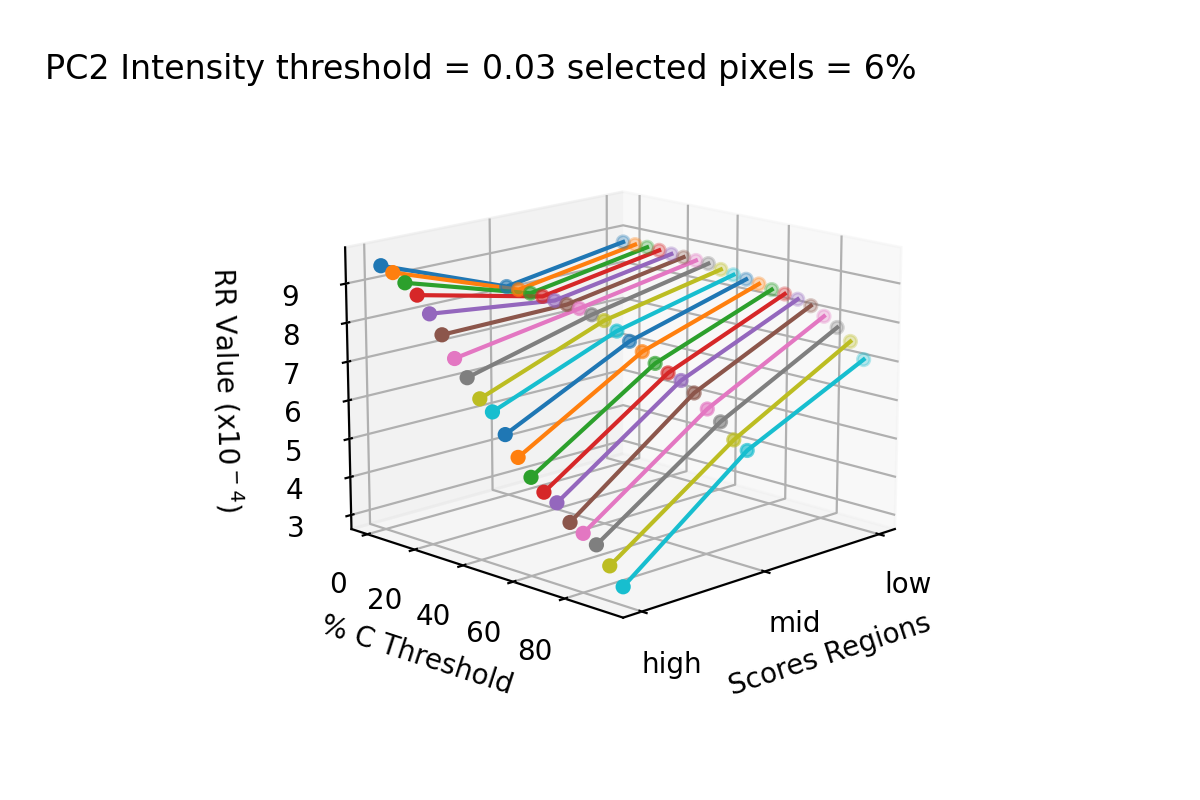 PC2 Intensity threshold = 0.03 selected pixels = 6%
RR Value (x10⁻⁴)
9
8
7
6
5
4
3
0
20
40
60
80
% C Threshold
high
mid
low
Scores Regions